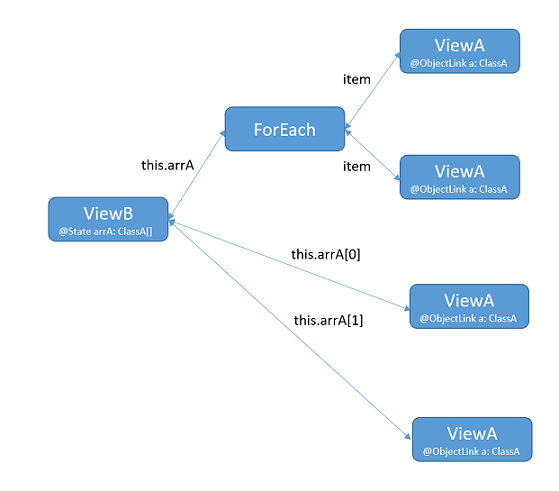 ViewA
@ObjectLink a: ClassA
item
ForEach
item
this.arrA
ViewA
@ObjectLink a: ClassA
ViewB
@State arrA: ClassA[]
this.arrA[0]
ViewA
@ObjectLink a: ClassA
this.arrA[1]
ViewA
@ObjectLink a: ClassA